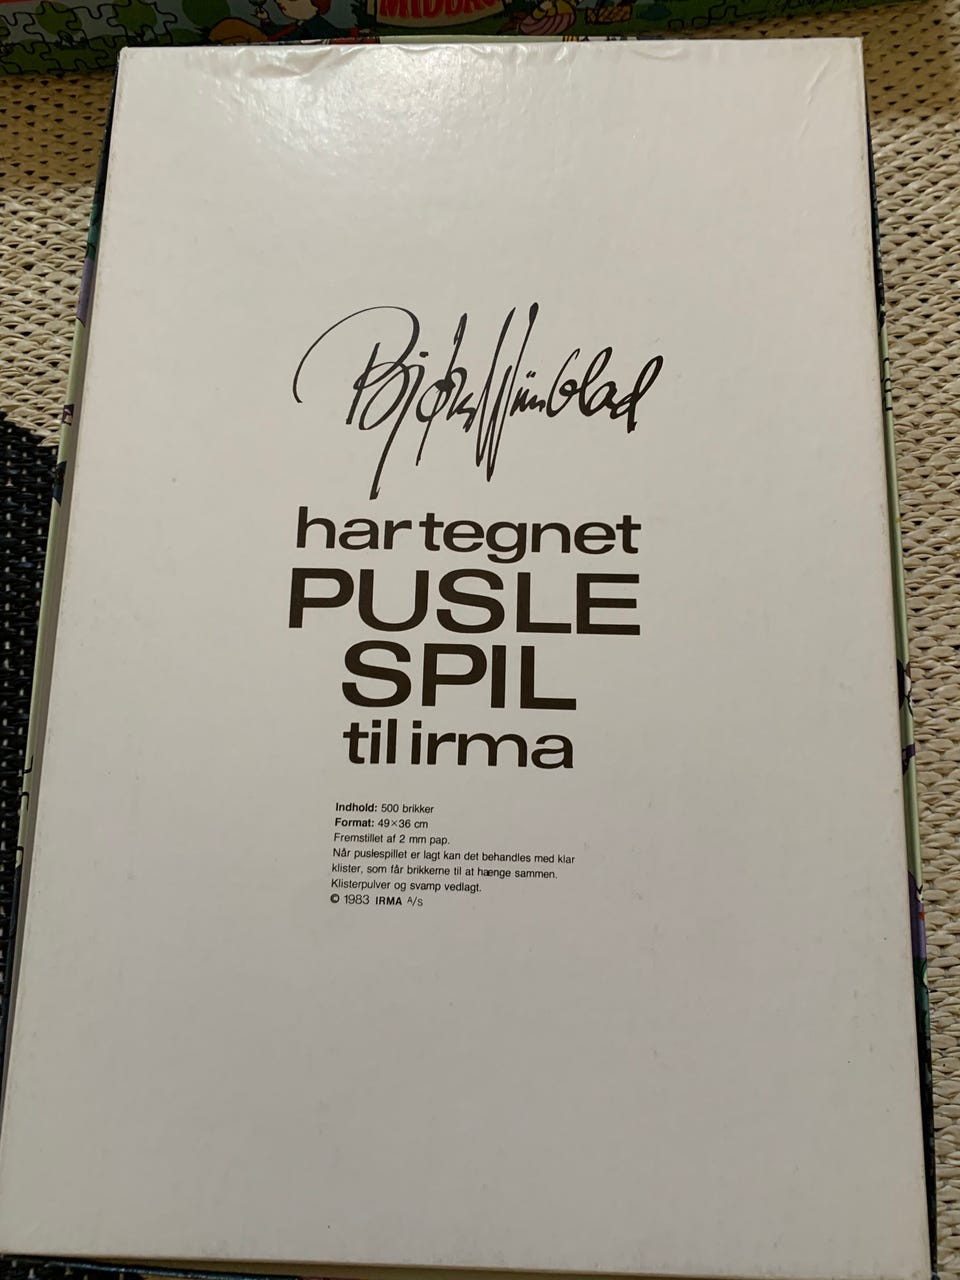 MIDDAG
Bjørn Wiinblad
har tegnet
PUSLE
SPIL
til irma
Indhold: 500 brikker
Format: 49×36 cm
Fremstillet af 2 mm pap.
Når puslespillet er lagt kan det behandles med klar
klister, som får brikkerne til at hænge sammen.
Klisterpulver og svamp vedlagt.
© 1983 IRMA A/S